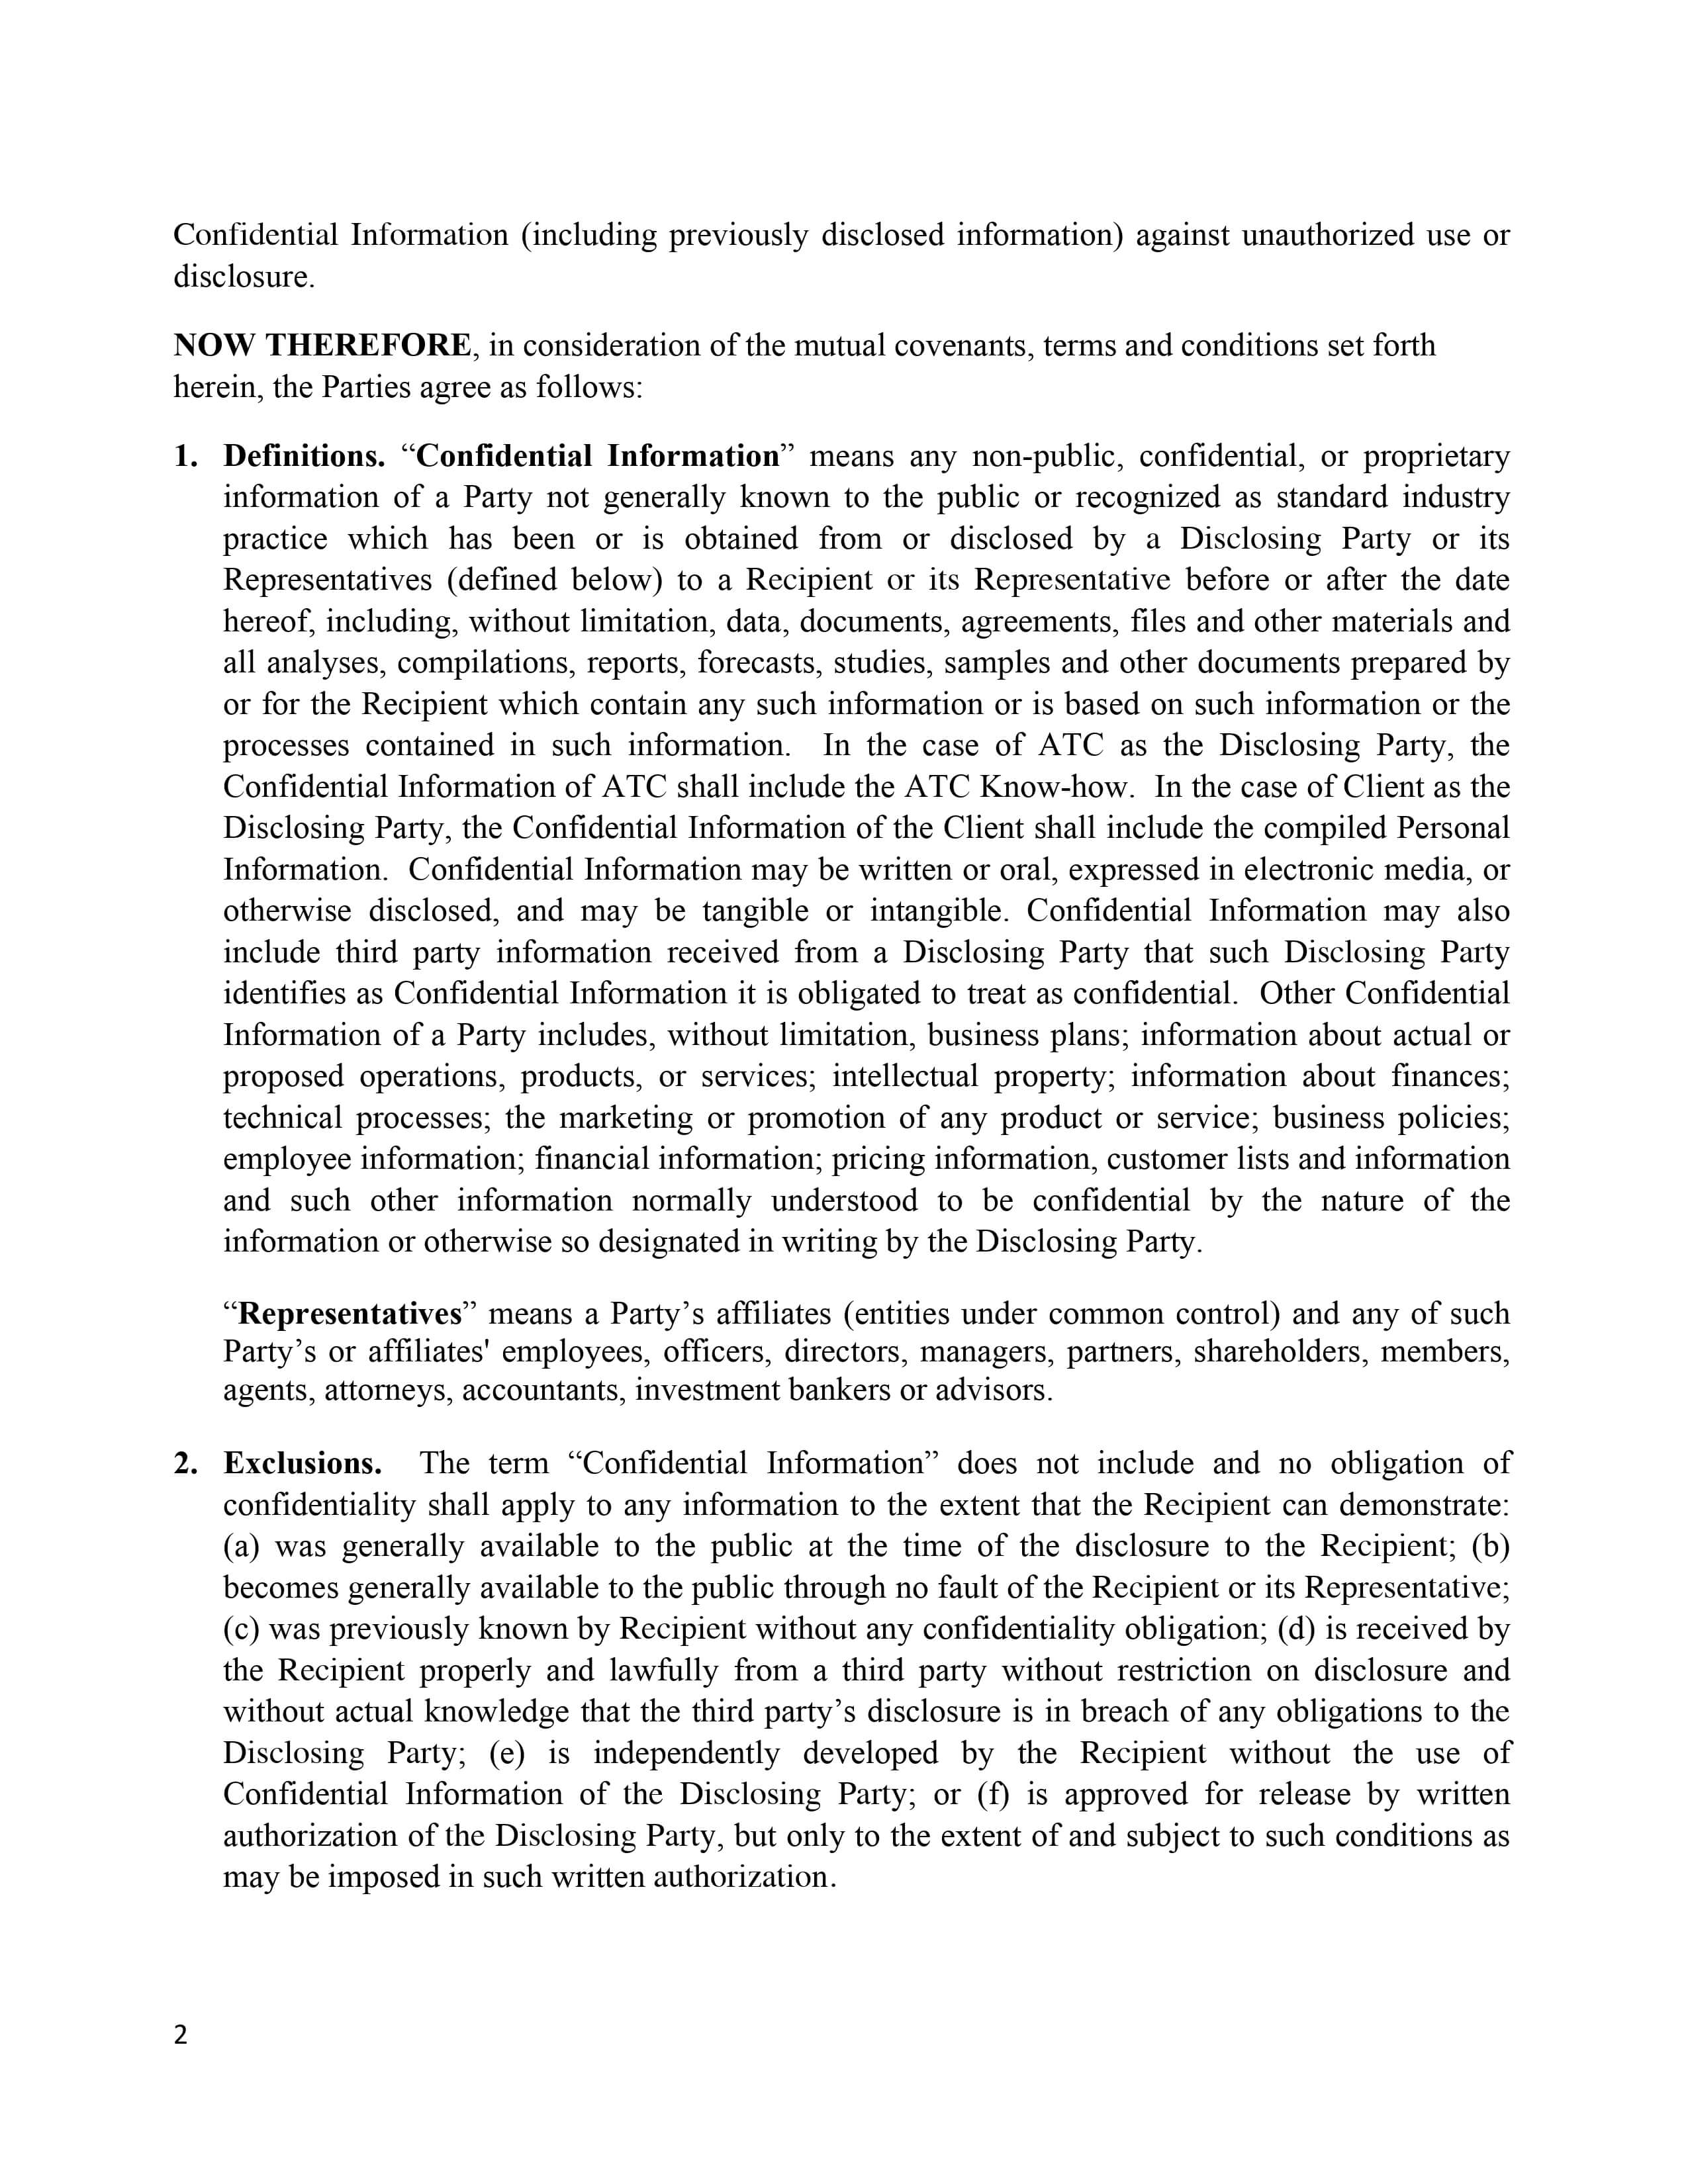 Confidential Information (including previously disclosed information) against unauthorized use or
disclosure.
NOW THEREFORE, in consideration of the mutual covenants, terms and conditions set forth
herein, the Parties agree as follows:
1. Definitions. “Confidential Information” means any non-public, confidential, or proprietary
information of a Party not generally known to the public or recognized as standard industry
practice which has been or is obtained from or disclosed by a Disclosing Party or its
Representatives (defined below) to a Recipient or its Representative before or after the date
hereof, including, without limitation, data, documents, agreements, files and other materials and
all analyses, compilations, reports, forecasts, studies, samples and other documents prepared by
or for the Recipient which contain any such information or is based on such information or the
processes contained in such information.  In the case of ATC as the Disclosing Party, the
Confidential Information of ATC shall include the ATC Know-how.  In the case of Client as the
Disclosing Party, the Confidential Information of the Client shall include the compiled Personal
Information.  Confidential Information may be written or oral, expressed in electronic media, or
otherwise disclosed, and may be tangible or intangible. Confidential Information may also
include third party information received from a Disclosing Party that such Disclosing Party
identifies as Confidential Information it is obligated to treat as confidential.  Other Confidential
Information of a Party includes, without limitation, business plans; information about actual or
proposed operations, products, or services; intellectual property; information about finances;
technical processes; the marketing or promotion of any product or service; business policies;
employee information; financial information; pricing information, customer lists and information
and such other information normally understood to be confidential by the nature of the
information or otherwise so designated in writing by the Disclosing Party.
“Representatives” means a Party’s affiliates (entities under common control) and any of such
Party’s or affiliates' employees, officers, directors, managers, partners, shareholders, members,
agents, attorneys, accountants, investment bankers or advisors.
2. Exclusions.  The term “Confidential Information” does not include and no obligation of
confidentiality shall apply to any information to the extent that the Recipient can demonstrate:
(a) was generally available to the public at the time of the disclosure to the Recipient; (b)
becomes generally available to the public through no fault of the Recipient or its Representative;
(c) was previously known by Recipient without any confidentiality obligation; (d) is received by
the Recipient properly and lawfully from a third party without restriction on disclosure and
without actual knowledge that the third party’s disclosure is in breach of any obligations to the
Disclosing Party; (e) is independently developed by the Recipient without the use of
Confidential Information of the Disclosing Party; or (f) is approved for release by written
authorization of the Disclosing Party, but only to the extent of and subject to such conditions as
may be imposed in such written authorization.
2